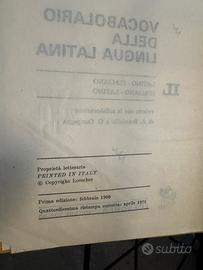 VOCABOLARIO
DELLA
LINGUA LATINA
IL
LATINO - ITALIANO
ITALIANO - LATINO
Proprietà letteraria
PRINTED IN ITALY
© Copyright Loescher
Prima edizione: febbraio 1966
Quattordicesima ristampa corretta: aprile 1972
subito